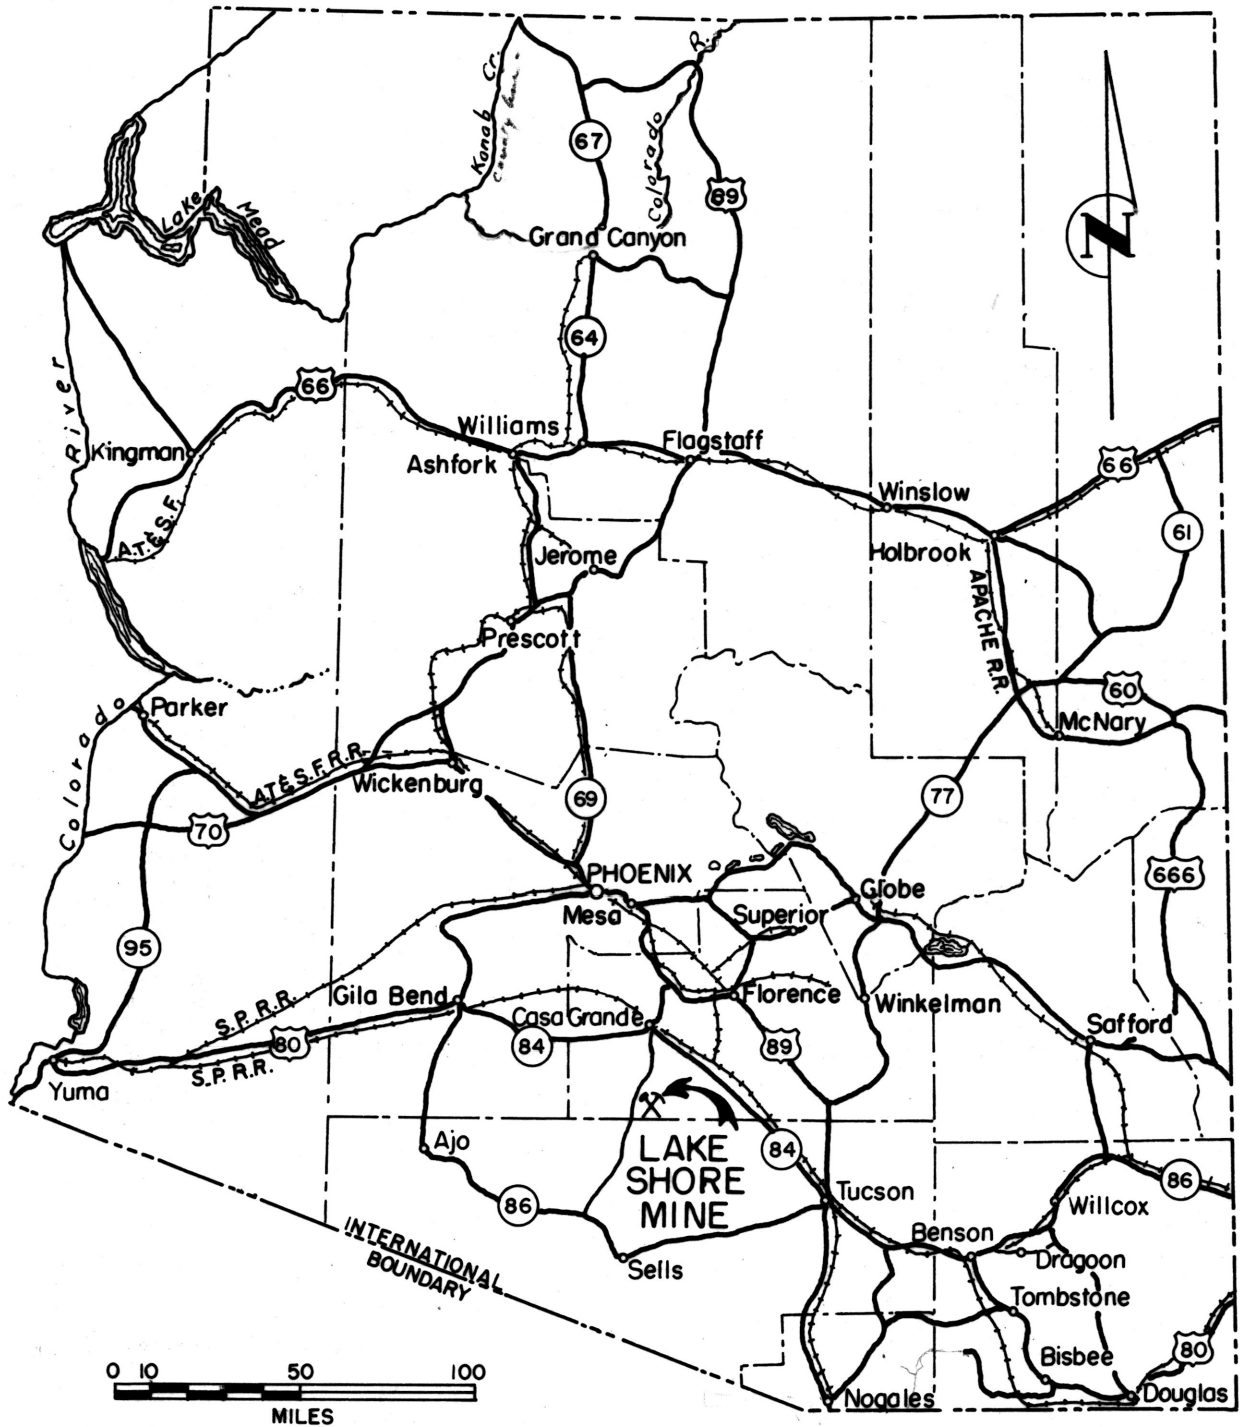 Kanab Cr.
county line
Colorado R.
67
89
Lake Mead
Grand Canyon
N
64
66
River
Williams
Flagstaff
Kingman
Ashfork
66
Winslow
A.T.&S.F.
61
Holbrook
Jerome
APACHE R.R.
Prescott
Parker
60
McNary
Colorado
A.T.&S.F.R.R.
Wickenburg
69
77
70
PHOENIX
666
Globe
Mesa
Superior
95
Gila Bend
Florence
Winkelman
S.P.R.R.
Casa Grande
Safford
80
84
89
S.P.R.R.
Yuma
Ajo
LAKE
SHORE
MINE
84
86
86
Tucson
Willcox
INTERNATIONAL
BOUNDARY
Benson
Sells
Dragoon
Tombstone
80
Bisbee
0 10 50 100
MILES
Nogales
Douglas